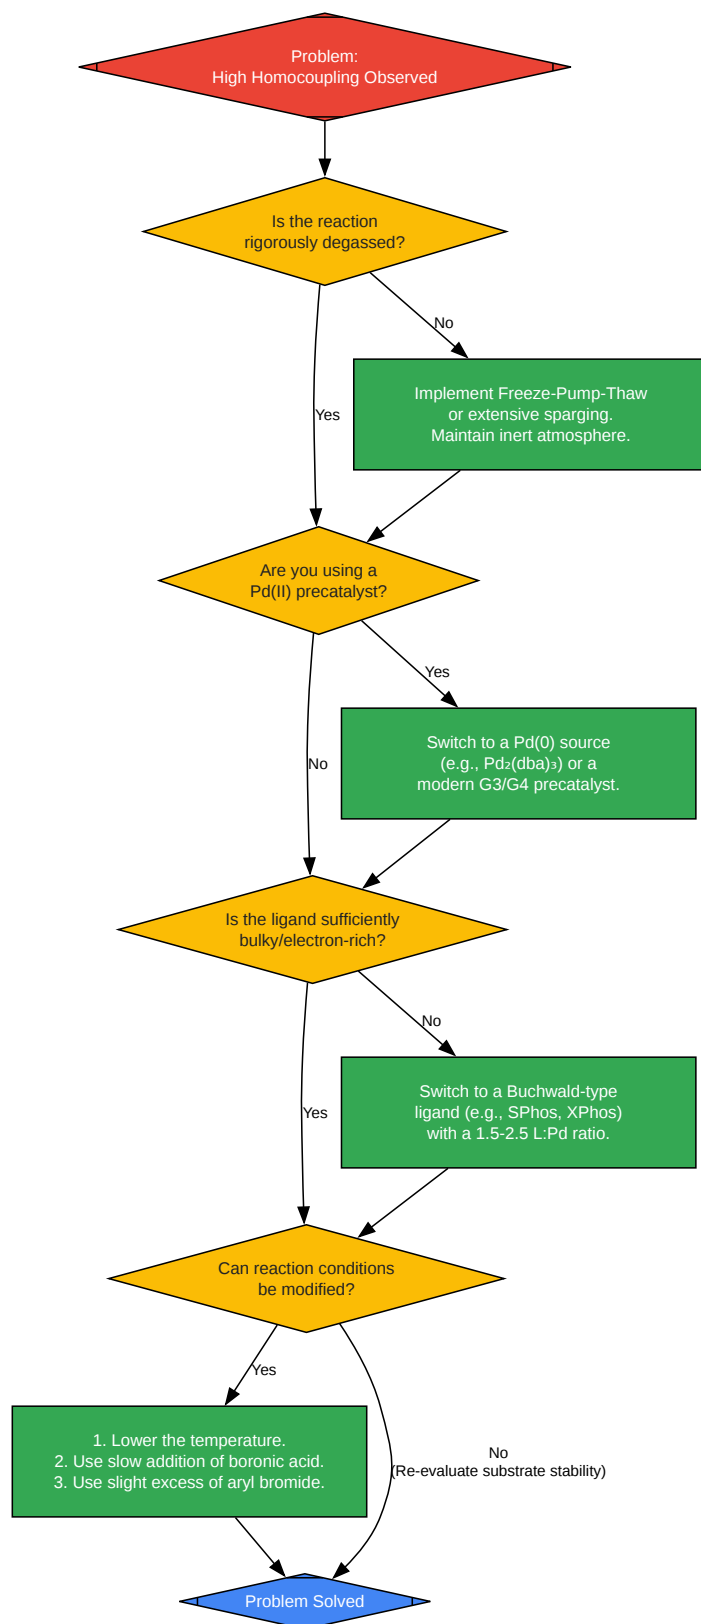 Problem:
High Homocoupling Observed
Is the reaction
rigorously degassed?
No
Implement Freeze-Pump-Thaw
or extensive sparging.
Maintain inert atmosphere.
Yes
Are you using a
Pd(II) precatalyst?
Yes
Switch to a Pd(0) source
(e.g., Pd₂(dba)₃) or a
modern G3/G4 precatalyst.
No
Is the ligand sufficiently
bulky/electron-rich?
No
Switch to a Buchwald-type
ligand (e.g., SPhos, XPhos)
with a 1.5-2.5 L:Pd ratio.
Yes
Can reaction conditions
be modified?
Yes
1. Lower the temperature.
2. Use slow addition of boronic acid.
3. Use slight excess of aryl bromide.
No
(Re-evaluate substrate stability)
Problem Solved